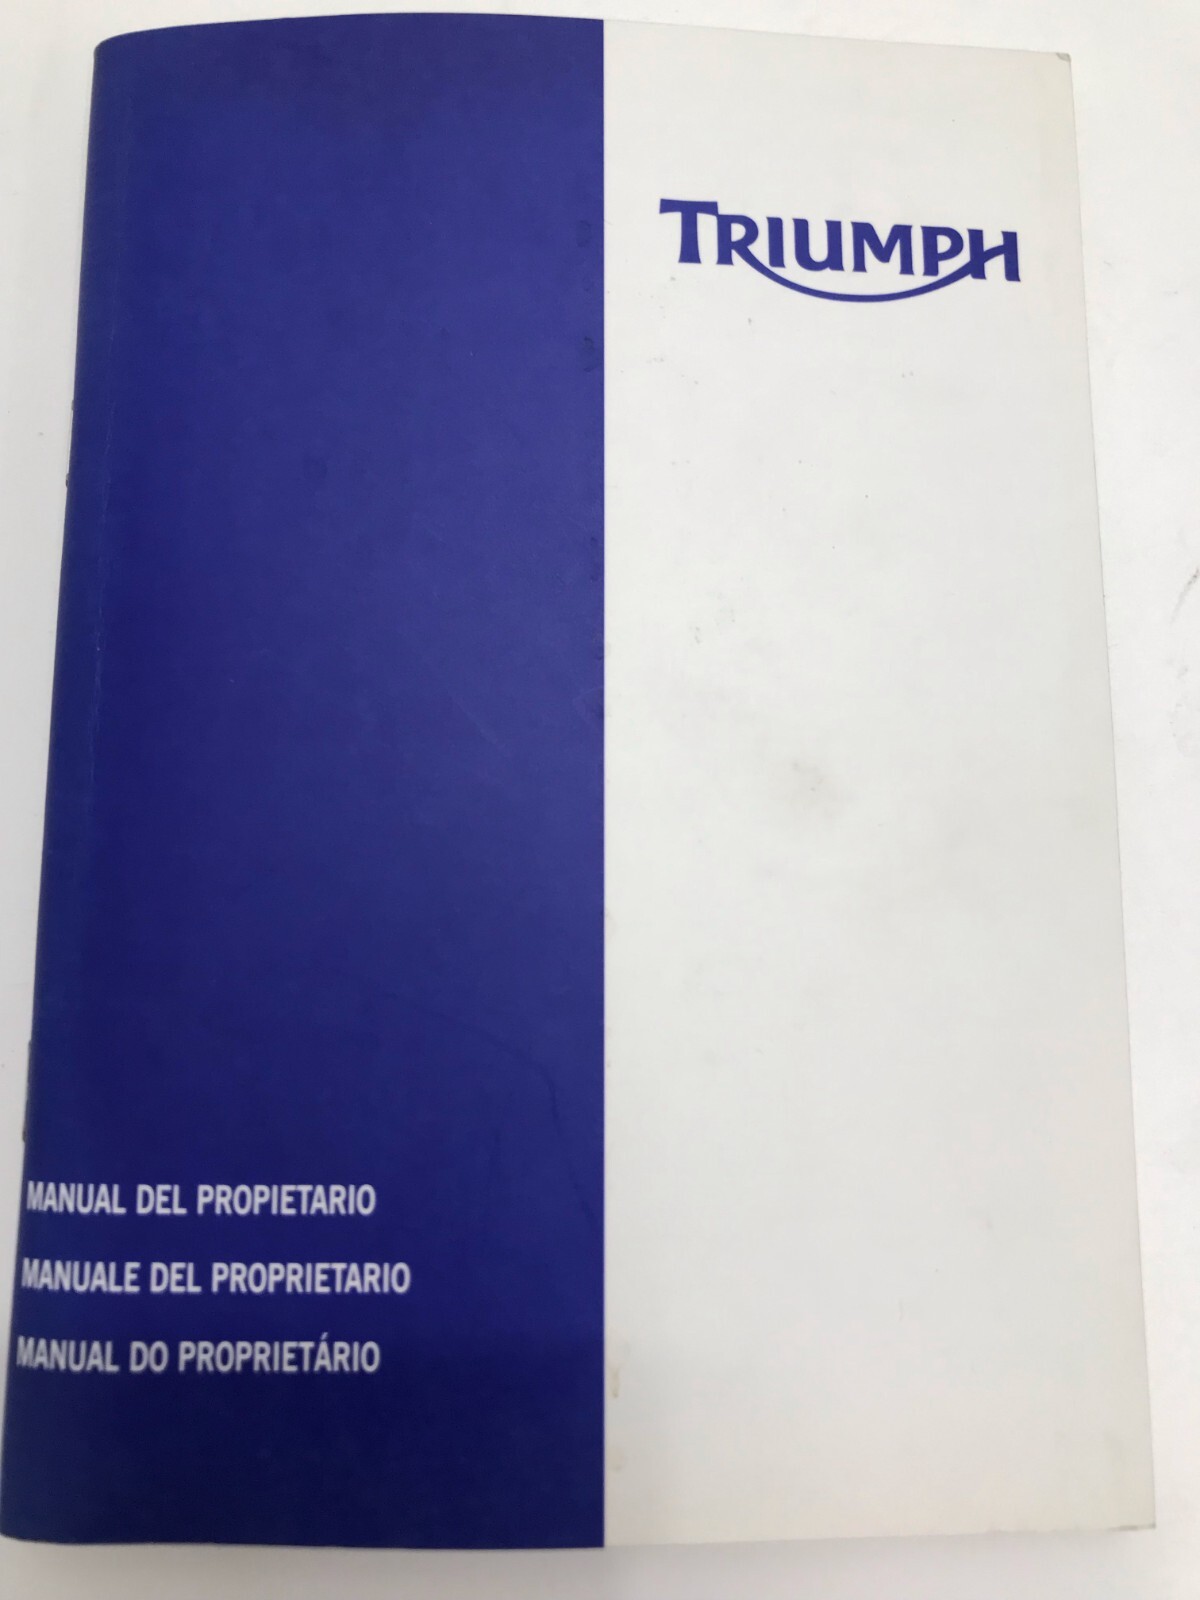 TRIUMPH
MANUAL DEL PROPIETARIO
MANUALE DEL PROPRIETARIO
MANUAL DO PROPRIETÁRIO